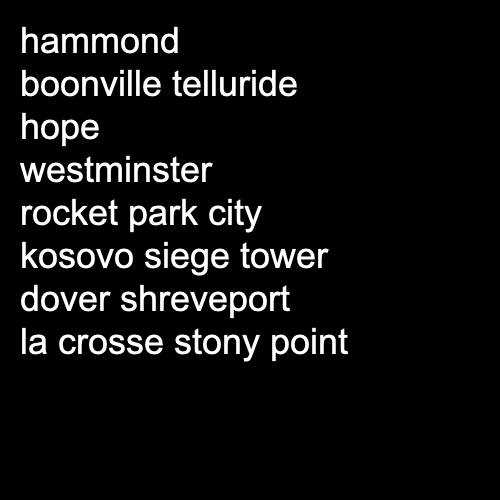 hammond
boonville telluride
hope
westminster
rocket park city
kosovo siege tower
dover shreveport
la crosse stony point